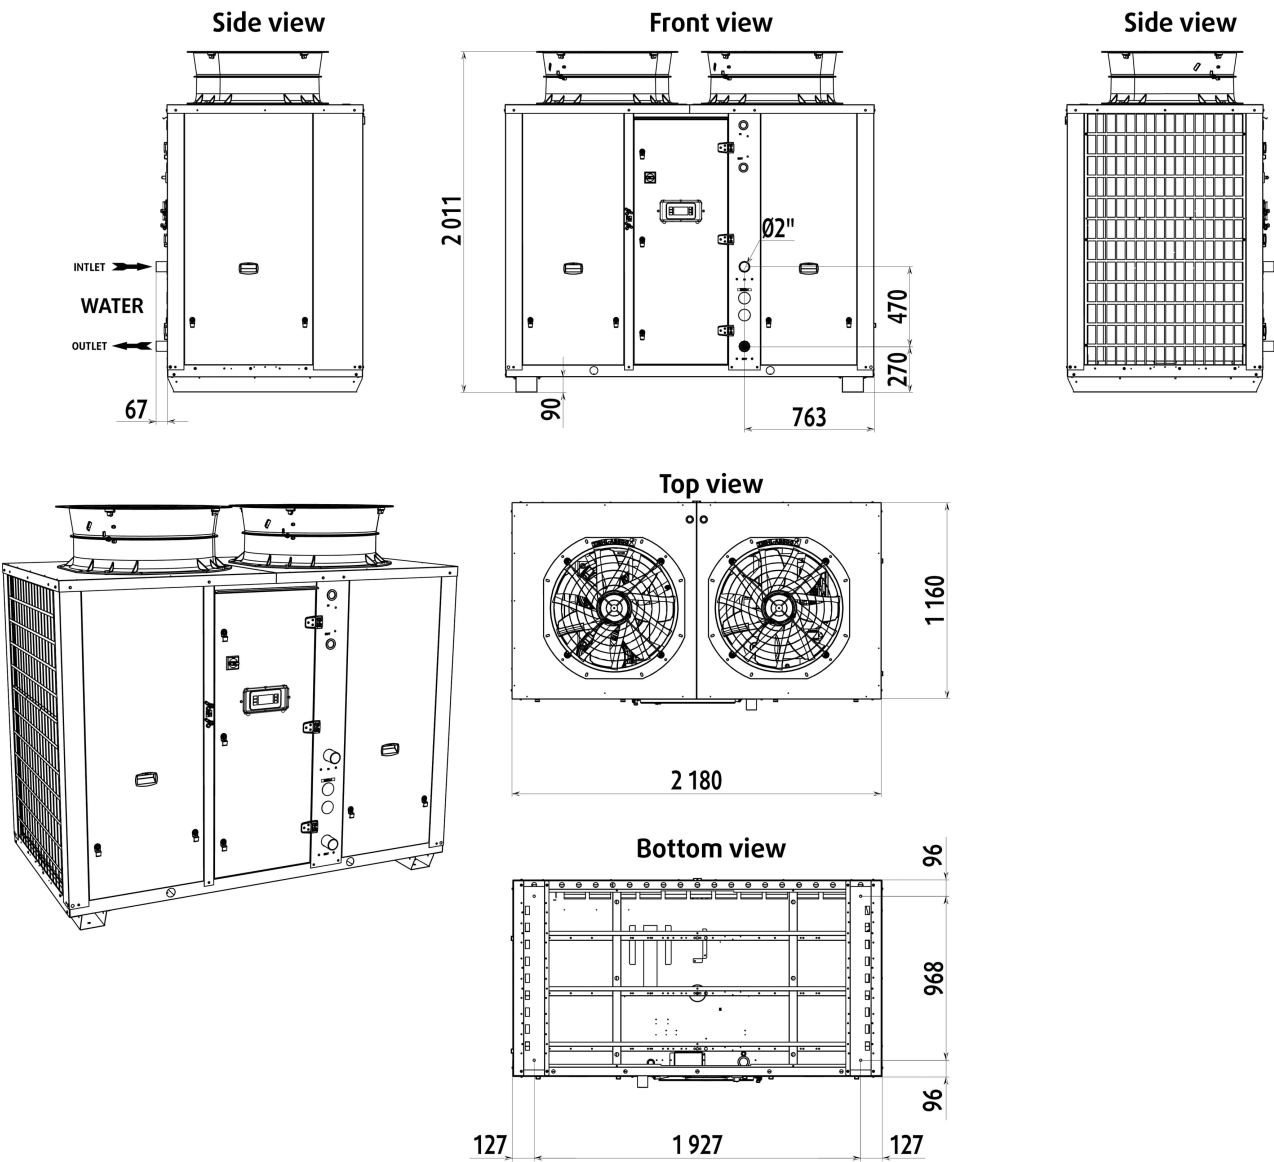 Side view
Front view
Side view
2 011
Ø2"
INTLET
WATER
OUTLET
470
270
67
90
763
Top view
1 160
2 180
Bottom view
96
968
96
127
1 927
127